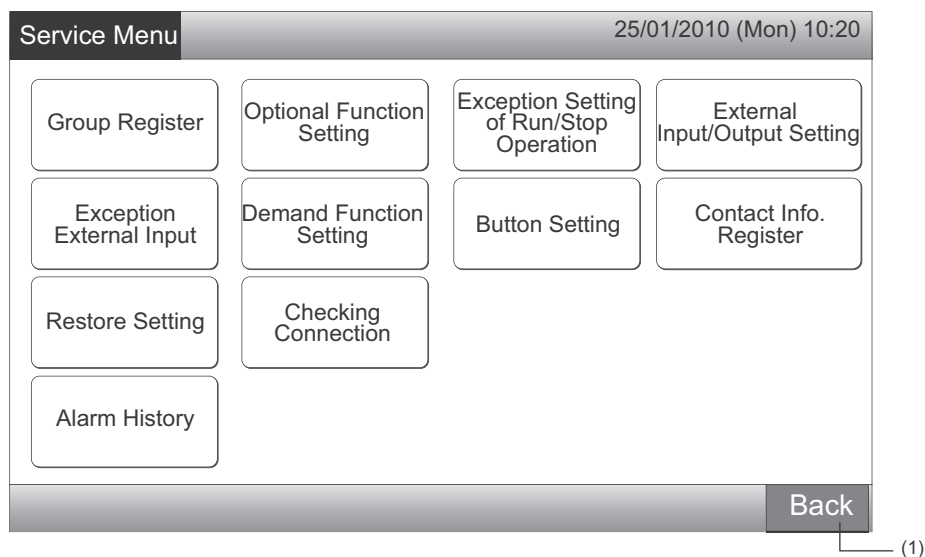 Service Menu
25/01/2010 (Mon) 10:20
Group Register
Optional Function
Setting
Exception Setting
of Run/Stop
Operation
External
Input/Output Setting
Exception
External Input
Demand Function
Setting
Button Setting
Contact Info.
Register
Restore Setting
Checking
Connection
Alarm History
Back
(1)